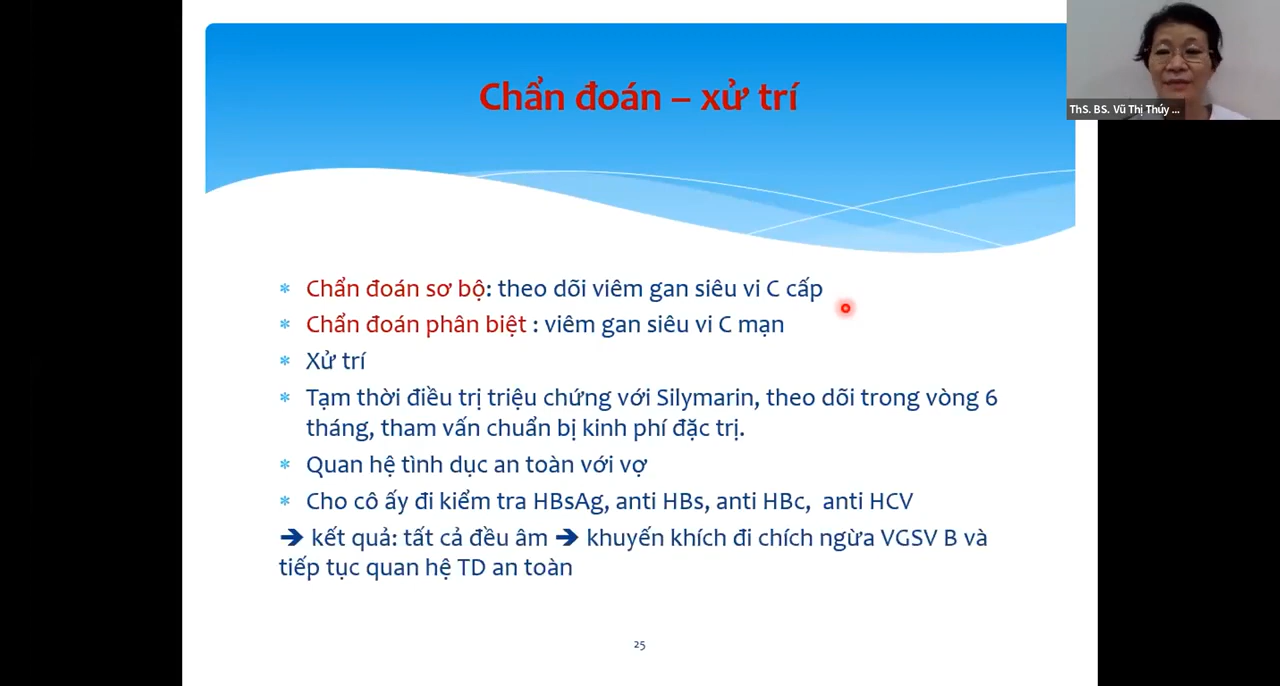 Chẩn đoán – xử trí
ThS. BS. Vũ Thị Thúy ...
* Chẩn đoán sơ bộ: theo dõi viêm gan siêu vi C cấp
* Chẩn đoán phân biệt : viêm gan siêu vi C mạn
* Xử trí
* Tạm thời điều trị triệu chứng với Silymarin, theo dõi trong vòng 6
tháng, tham vấn chuẩn bị kinh phí đặc trị.
* Quan hệ tình dục an toàn với vợ
* Cho cô ấy đi kiểm tra HBsAg, anti HBs, anti HBc, anti HCV
➔ kết quả: tất cả đều âm ➔ khuyến khích đi chích ngừa VGSV B và
tiếp tục quan hệ TD an toàn
25